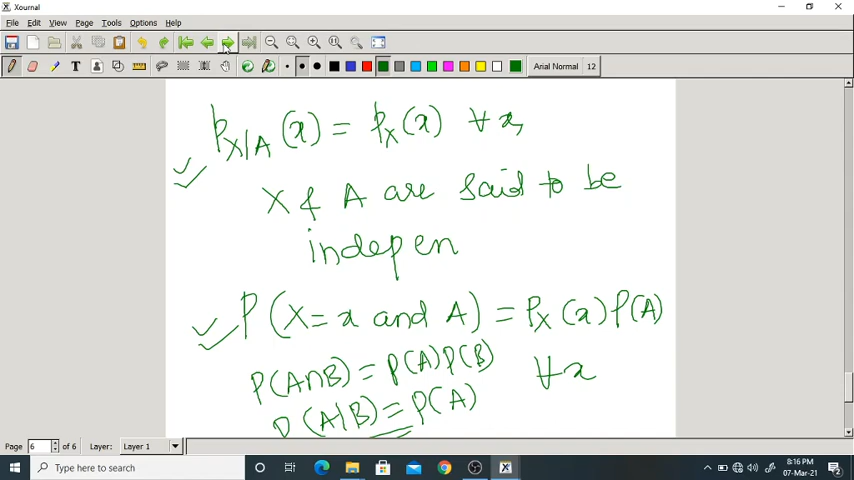 Xournal
File Edit View Page Tools Options Help
Arial Normal 12
p_{X/A}(x) = p_X(x) ∀x,
X & A are said to be
indepen
P(X=x and A) = p_X(x) P(A)
P(A∩B) = P(A)P(B) ∀x
P(A|B) = P(A)
Page 6 of 6 Layer: Layer 1
Type here to search
8:16 PM
07-Mar-21
2